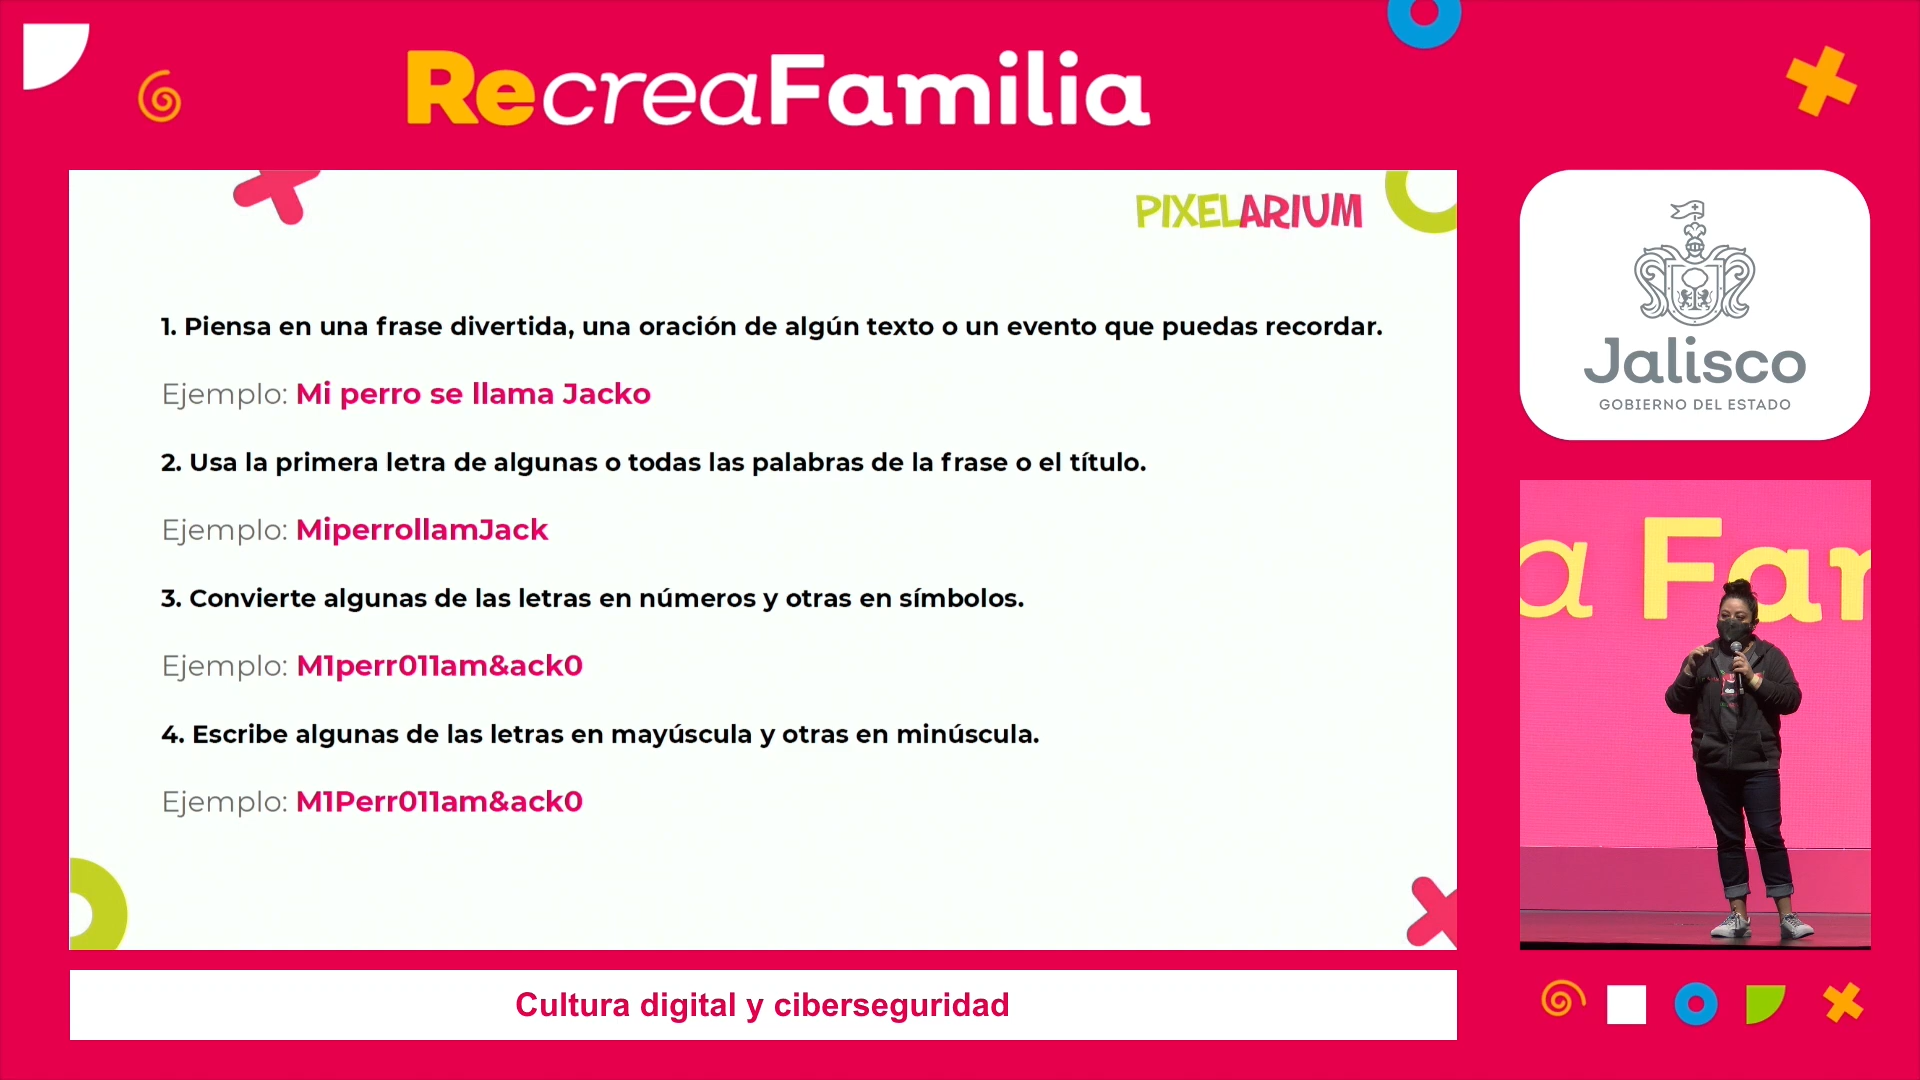 RecreaFamilia
PIXELARIUM
1. Piensa en una frase divertida, una oración de algún texto o un evento que puedas recordar.
Ejemplo: Mi perro se llama Jacko
2. Usa la primera letra de algunas o todas las palabras de la frase o el título.
Ejemplo: MiperrollamJack
3. Convierte algunas de las letras en números y otras en símbolos.
Ejemplo: M1perr011am&ack0
4. Escribe algunas de las letras en mayúscula y otras en minúscula.
Ejemplo: M1Perr011am&ack0
Jalisco
GOBIERNO DEL ESTADO
a Fam
Cultura digital y ciberseguridad